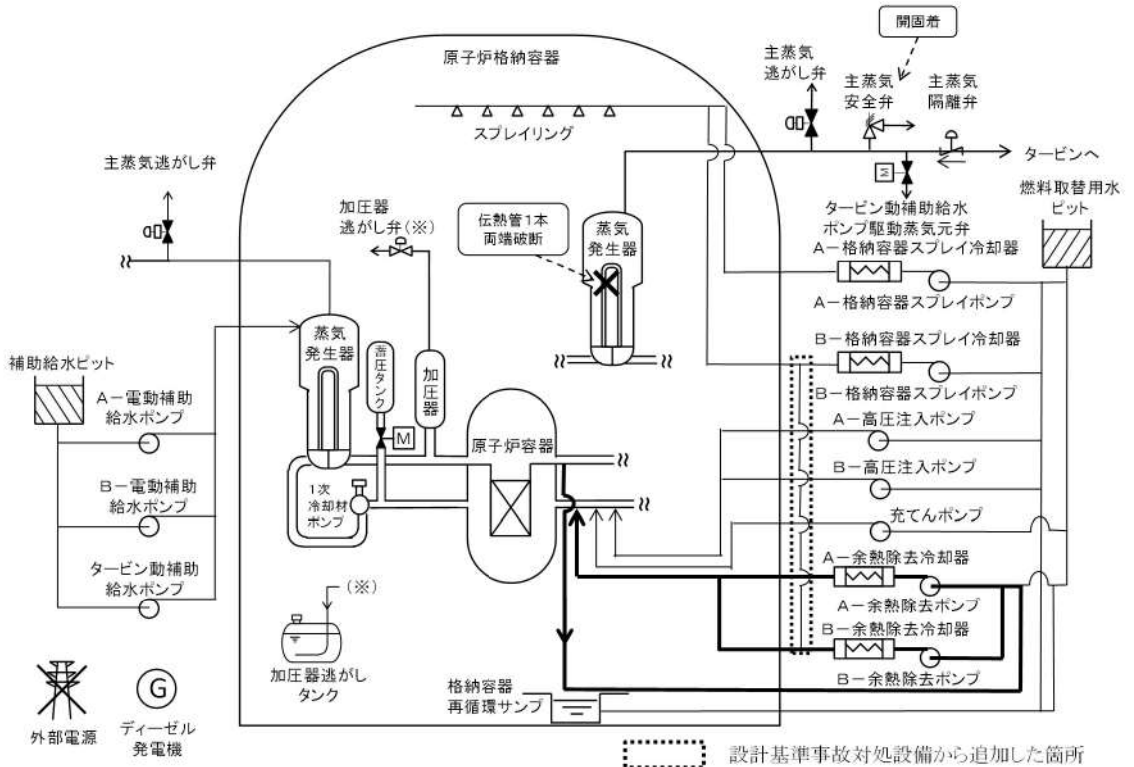 開固着
原子炉格納容器
主蒸気
逃がし弁
主蒸気
安全弁
主蒸気
隔離弁
スプレイリング
タービンへ
主蒸気逃がし弁
燃料取替用水
ピット
加圧器
逃がし弁(※)
伝熱管1本
両端破断
蒸気
発生器
M
タービン動補助給水
ポンプ駆動蒸気元弁
A-格納容器スプレイ冷却器
A-格納容器スプレイポンプ
蒸気
発生器
蓄圧タンク
加圧器
補助給水ピット
B-格納容器スプレイ冷却器
B-格納容器スプレイポンプ
A-電動補助
給水ポンプ
M
原子炉容器
A-高圧注入ポンプ
B-電動補助
給水ポンプ
1次
冷却材
ポンプ
B-高圧注入ポンプ
充てんポンプ
タービン動補助
給水ポンプ
(※)
A-余熱除去冷却器
A-余熱除去ポンプ
B-余熱除去冷却器
加圧器逃がし
タンク
B-余熱除去ポンプ
格納容器
再循環サンプ
G
外部電源
ディーゼル
発電機
設計基準事故対処設備から追加した箇所